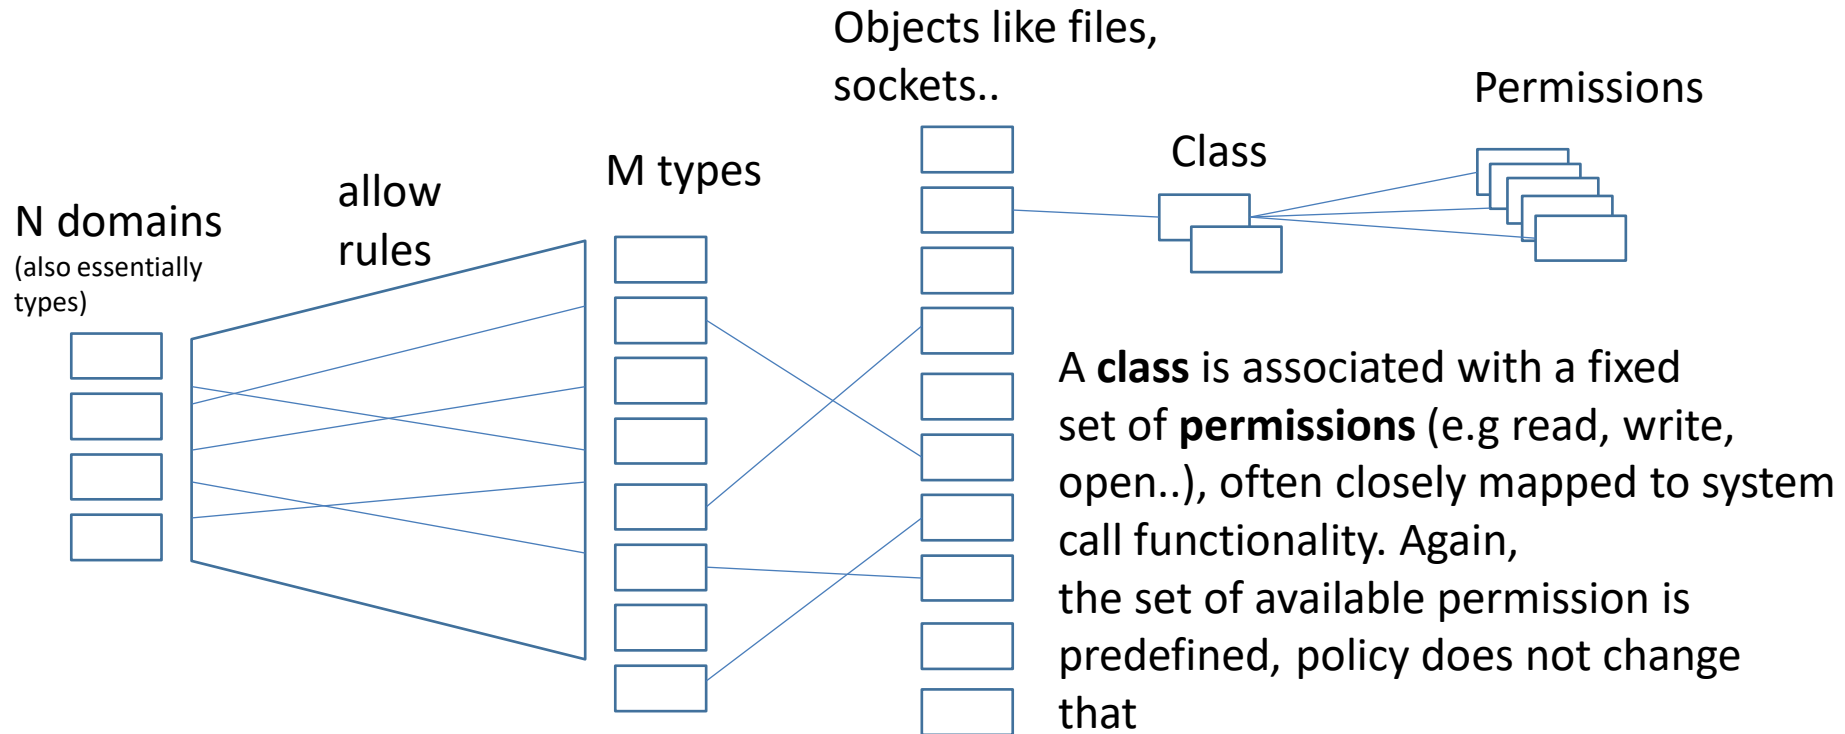 Objects like files,
sockets..
Permissions
Class
M types
allow
rules
N domains
(also essentially
types)
A class is associated with a fixed
set of permissions (e.g read, write,
open..), often closely mapped to system
call functionality. Again,
the set of available permission is
predefined, policy does not change
that